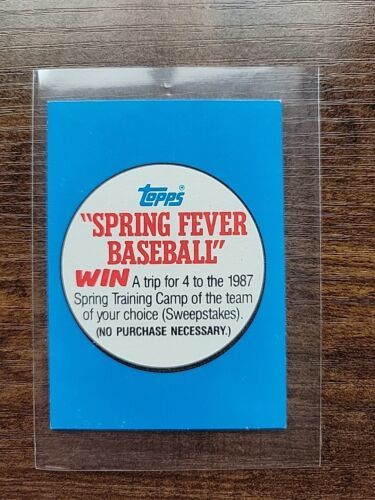 Topps®
"SPRING FEVER
BASEBALL"
WIN A trip for 4 to the 1987
Spring Training Camp of the team
of your choice (Sweepstakes).
(NO PURCHASE NECESSARY.)